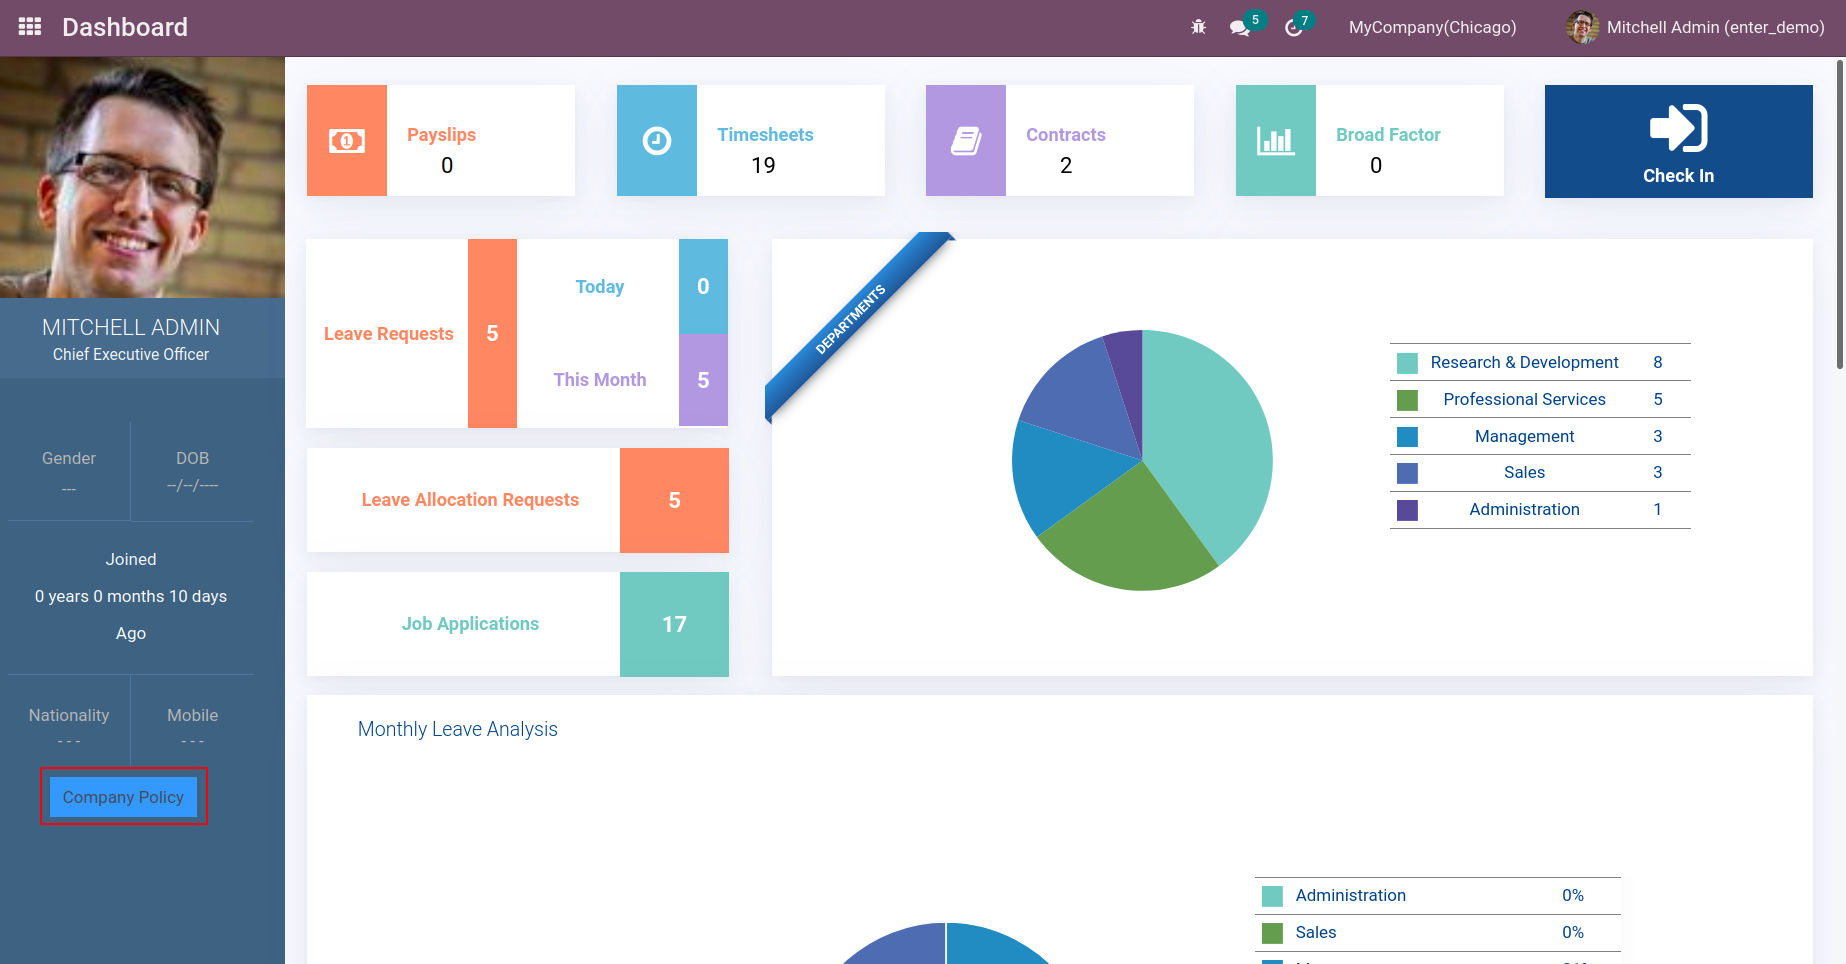 Dashboard
5
7
MyCompany(Chicago)
Mitchell Admin (enter_demo)
Payslips
0
Timesheets
19
Contracts
2
Broad Factor
0
Check In
MITCHELL ADMIN
Chief Executive Officer
Gender
---
DOB
--/--/----
Joined
0 years 0 months 10 days
Ago
Nationality
- - -
Mobile
- - -
Company Policy
Leave Requests
5
Today
0
This Month
5
Leave Allocation Requests
5
Job Applications
17
DEPARTMENTS
Research & Development 8
Professional Services 5
Management 3
Sales 3
Administration 1
Monthly Leave Analysis
Administration 0%
Sales 0%